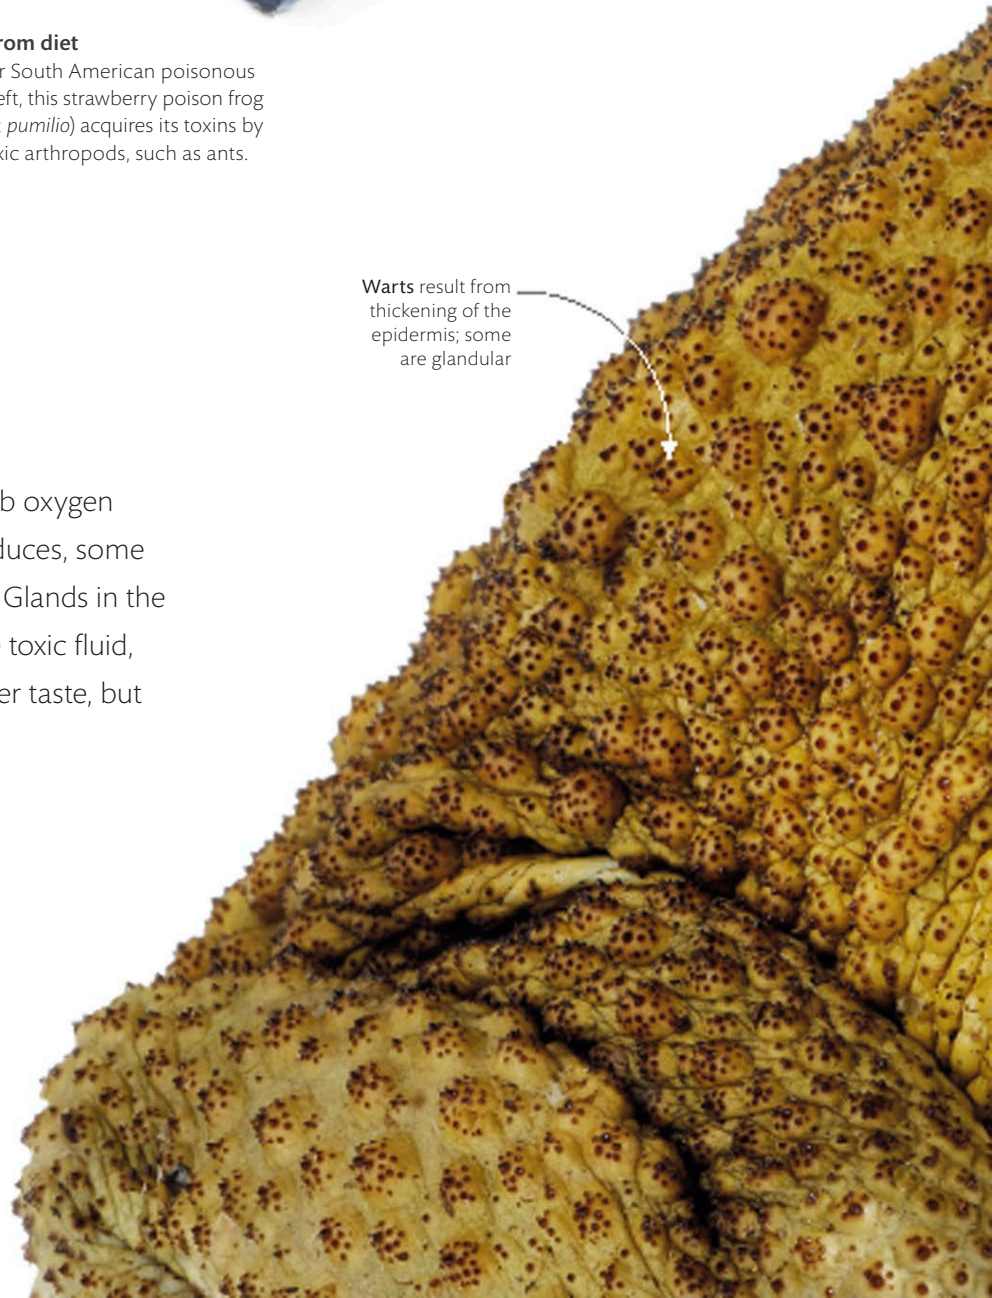 rom diet
r South American poisonous
eft, this strawberry poison frog
pumilio) acquires its toxins by
xic arthropods, such as ants.
Warts result from
thickening of the
epidermis; some
are glandular
b oxygen
duces, some
Glands in the
toxic fluid,
er taste, but